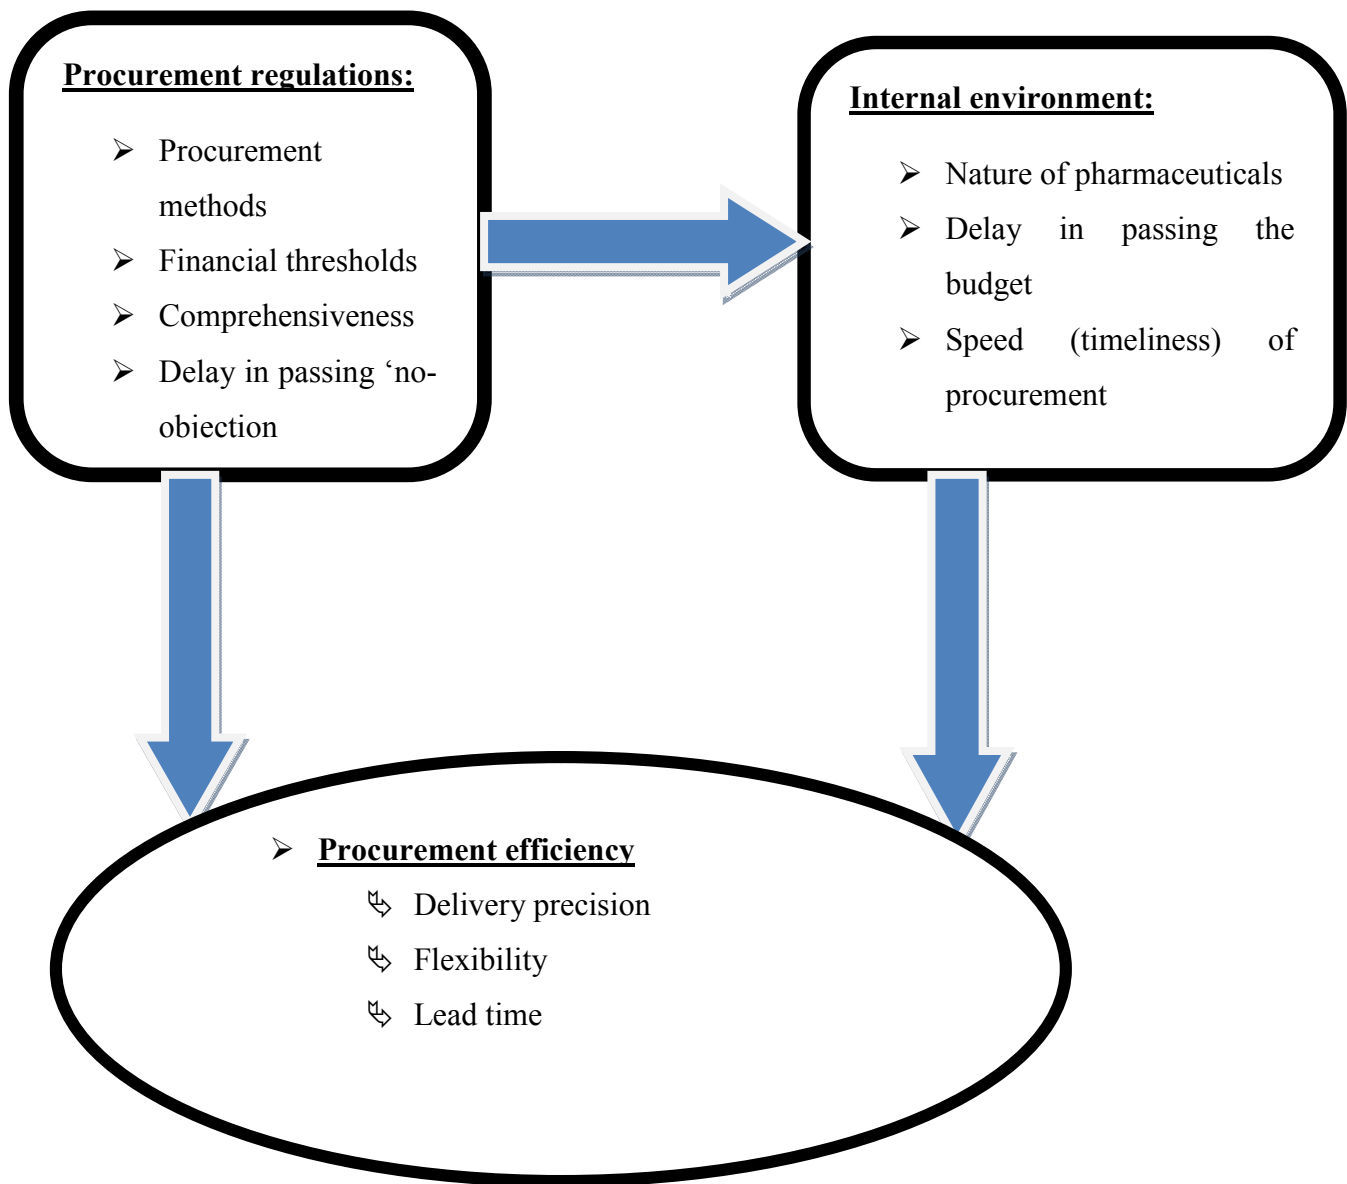 Procurement regulations:
➢ Procurement
methods
➢ Financial thresholds
➢ Comprehensiveness
➢ Delay in passing ‘no-
objection
Internal environment:
➢ Nature of pharmaceuticals
➢ Delay in passing the
budget
➢ Speed (timeliness) of
procurement
➢ Procurement efficiency
Delivery precision
Flexibility
Lead time